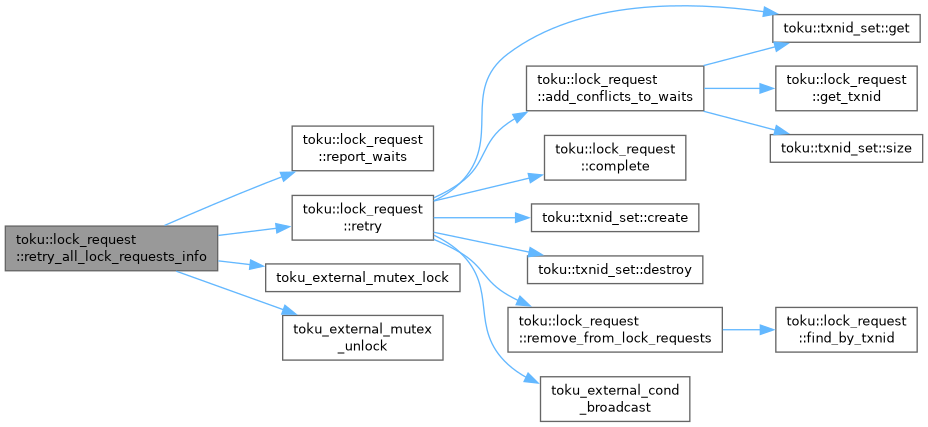 toku::lock_request
::retry_all_lock_requests_info
toku::lock_request
::report_waits
toku::lock_request
::retry
toku_external_mutex_lock
toku_external_mutex
_unlock
toku::txnid_set::get
toku::lock_request
::add_conflicts_to_waits
toku::lock_request
::get_txnid
toku::txnid_set::size
toku::lock_request
::complete
toku::txnid_set::create
toku::txnid_set::destroy
toku::lock_request
::remove_from_lock_requests
toku::lock_request
::find_by_txnid
toku_external_cond
_broadcast